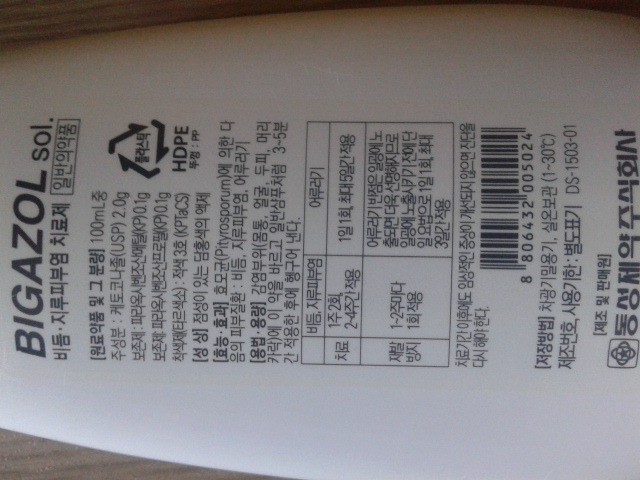 BIGAZOL sol.
비듬·지루피부염 치료제 일반의약품
플라스틱
HDPE
뚜껑 : PP
[원료약품 및 그 분량] 100mL 중
주성분 : 케토코나졸(USP) 2.0g
보존제: 파라옥시벤조산메틸(KP) 0.1g
보존제: 파라옥시벤조산프로필(KP) 0.1g
착색제(타르색소) : 적색 3호 (KPTaCS)
[성 상] 점성이 있는 담홍색의 액제
[효능·효과] 효모균(Pityrosporum)에 의한 다
음의 피부질환 : 비듬, 지루피부염, 어루러기
[용법·용량] 감염부위(몸통, 얼굴, 두피, 머리
카락)에 이 약을 바르고 일반샴푸처럼 3~5분
간 적용한 후에 헹구어 낸다.
비듬, 지루피부염 어루러기
치료 1주 2회, 2~4주간 적용 1일 1회, 최대 5일간 적용
재발방지 1~2주마다 1회 적용 어루러기 반점은 일광에 노출되면 더욱 선명해지므로 일광에 노출시키기 전에 단일요법으로 1일 1회, 최대 3일간 적용
치료기간 이후에도 임상적인 증상이 개선되지 않으면 진단을
다시 해야 한다.
8 806432 005024
[저장방법] 차광기밀용기, 실온보관 (1~30℃)
제조번호, 사용기한 : 별도표기 DS-1503-01
[제조 및 판매원]
동성제약주식회사